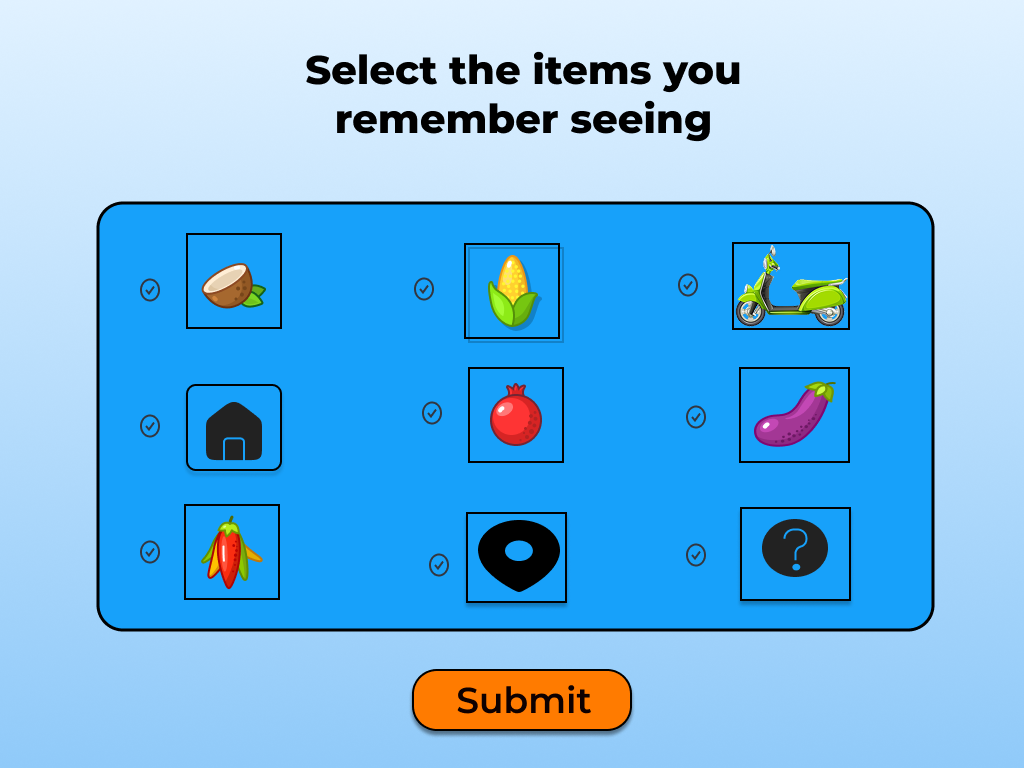 Select the items you
remember seeing
?
Submit